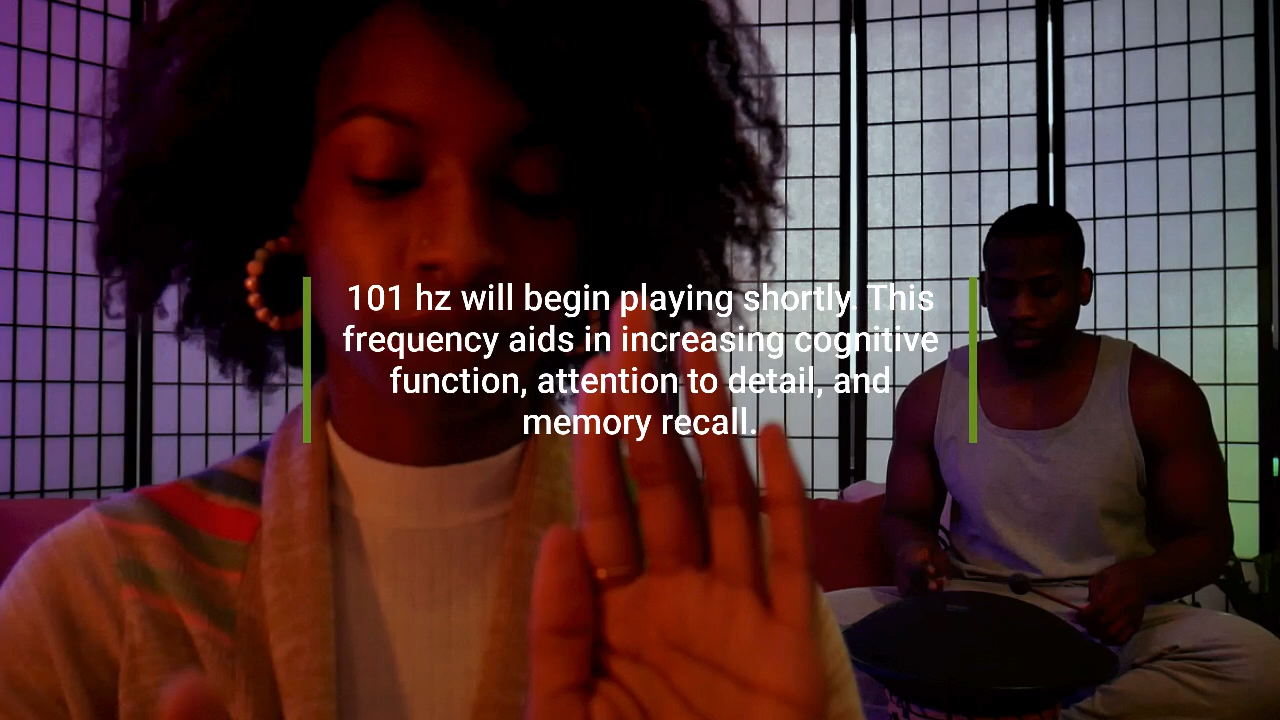 101 hz will begin playing shortly. This
frequency aids in increasing cognitive
function, attention to detail, and
memory recall.